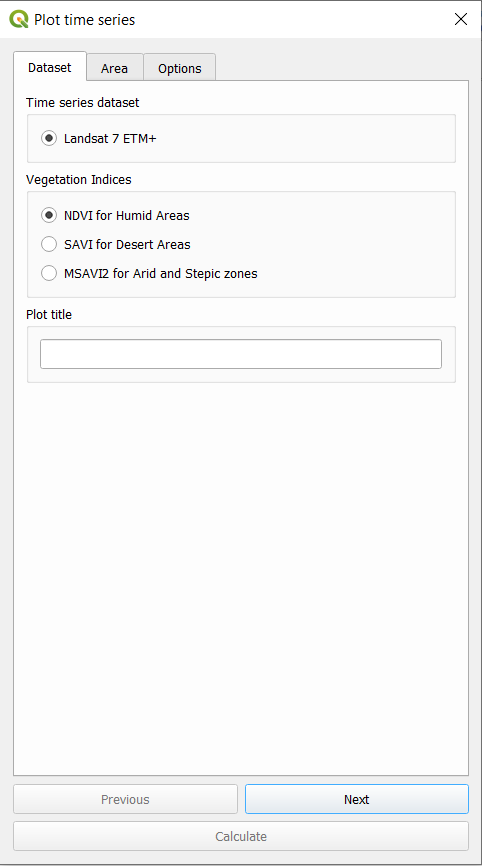 Plot time series
Dataset Area Options
Time series dataset
Landsat 7 ETM+
Vegetation Indices
NDVI for Humid Areas
SAVI for Desert Areas
MSAVI2 for Arid and Stepic zones
Plot title
Previous Next
Calculate